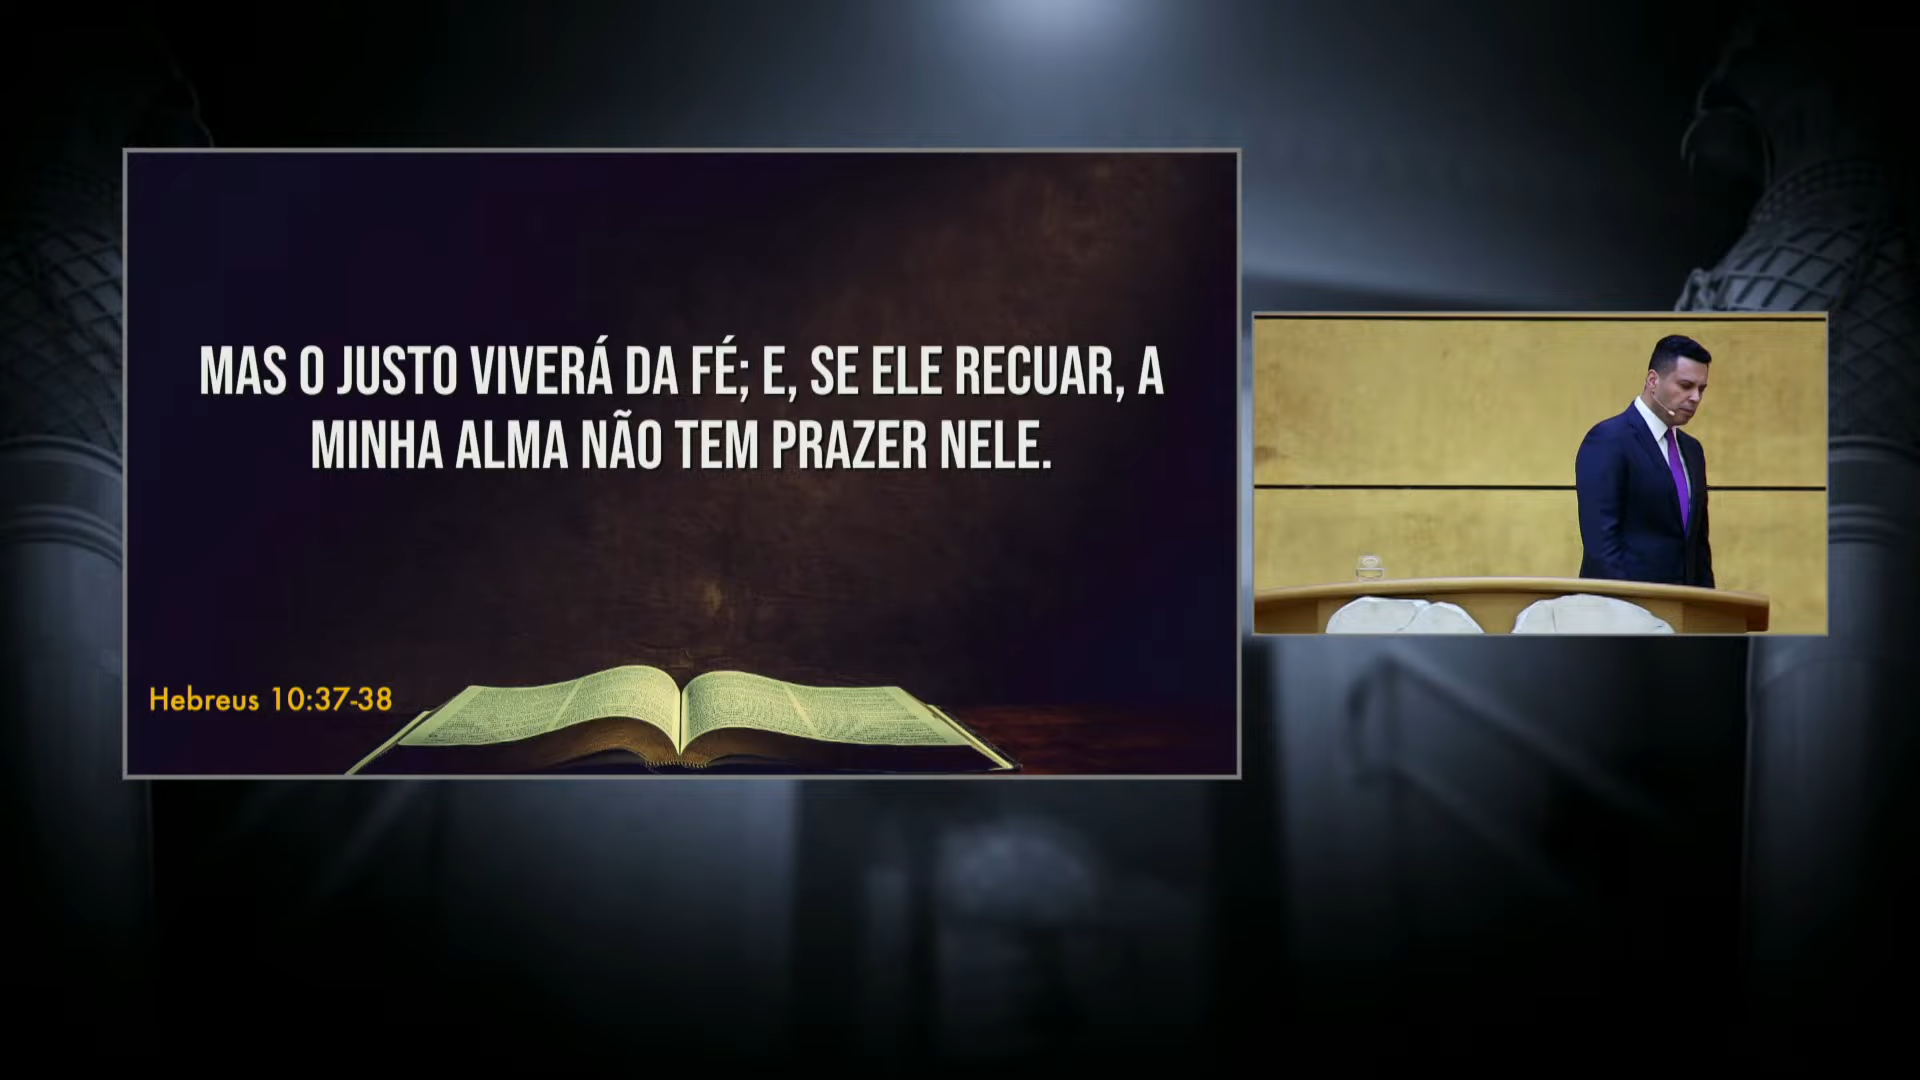 MAS O JUSTO VIVERÁ DA FÉ; E, SE ELE RECUAR, A
MINHA ALMA NÃO TEM PRAZER NELE.
Hebreus 10:37-38